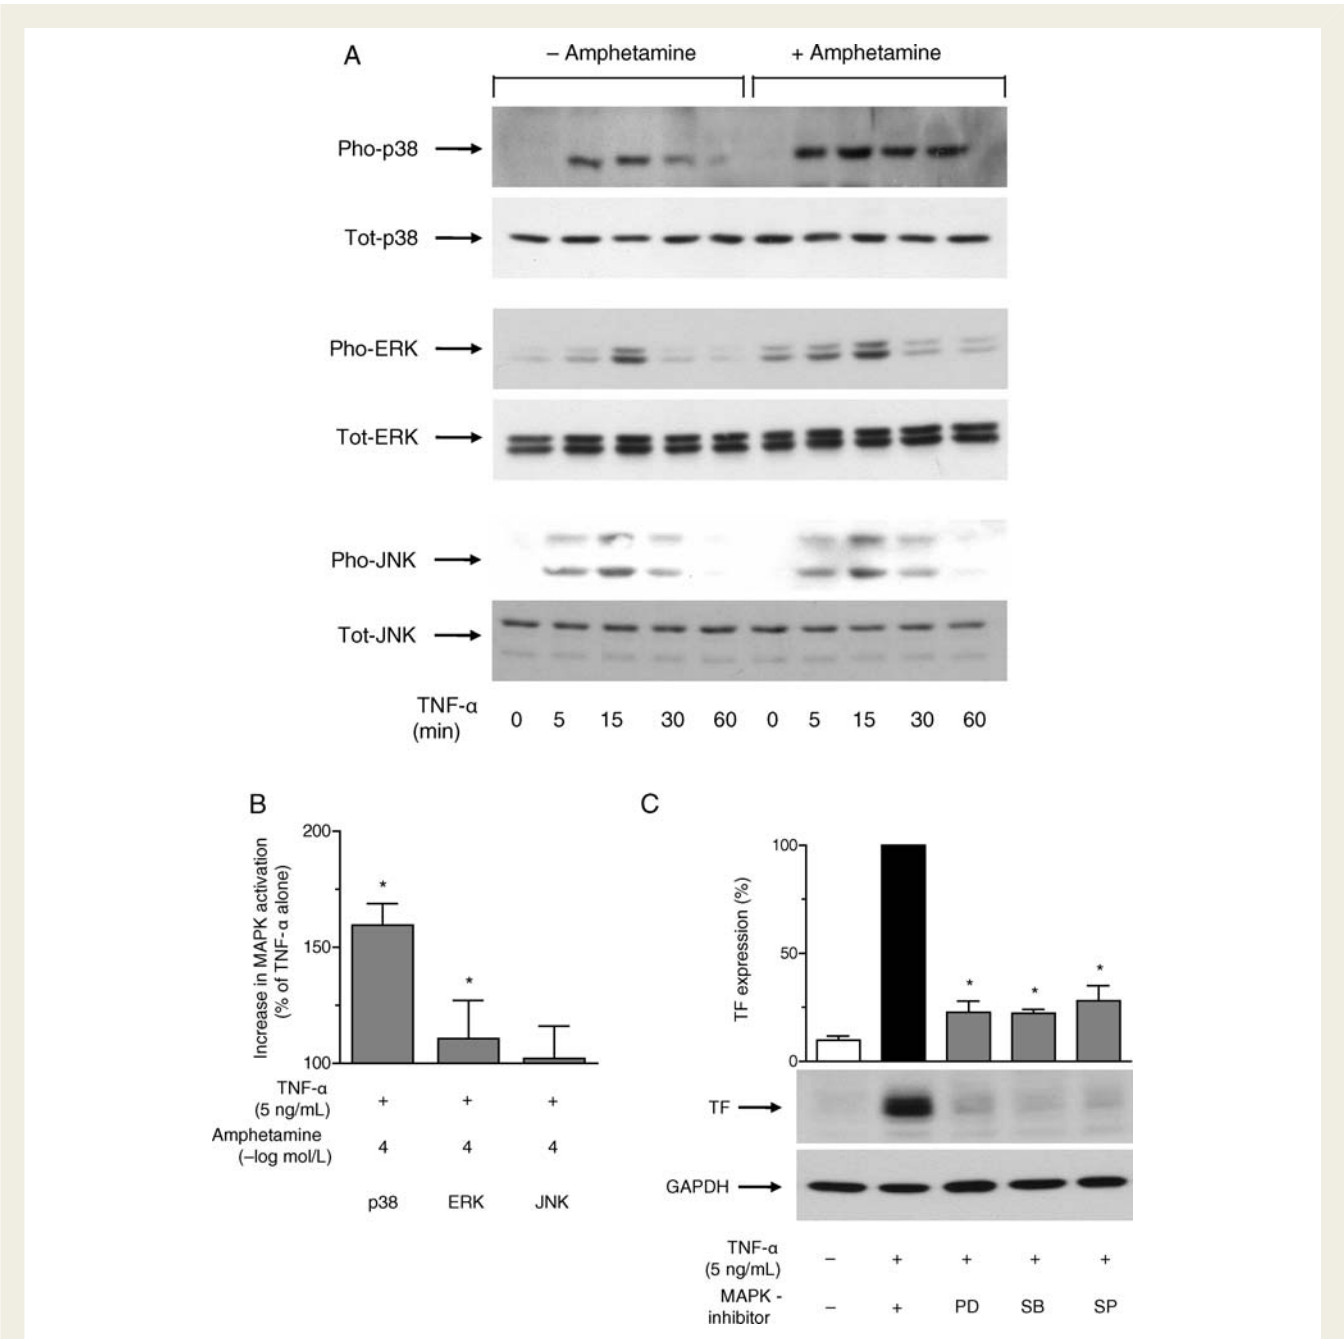 A
– Amphetamine + Amphetamine
Pho-p38
Tot-p38
Pho-ERK
Tot-ERK
Pho-JNK
Tot-JNK
TNF-α
(min)
0 5 15 30 60 0 5 15 30 60
B
Increase in MAPK activation
(% of TNF-α alone)
200
150
100
*
*
TNF-α
(5 ng/mL)
+ + +
Amphetamine
(–log mol/L)
4 4 4
p38 ERK JNK
C
TF expression (%)
100
50
0
* * *
TF
GAPDH
TNF-α
(5 ng/mL)
– + + + +
MAPK -
inhibitor
– + PD SB SP